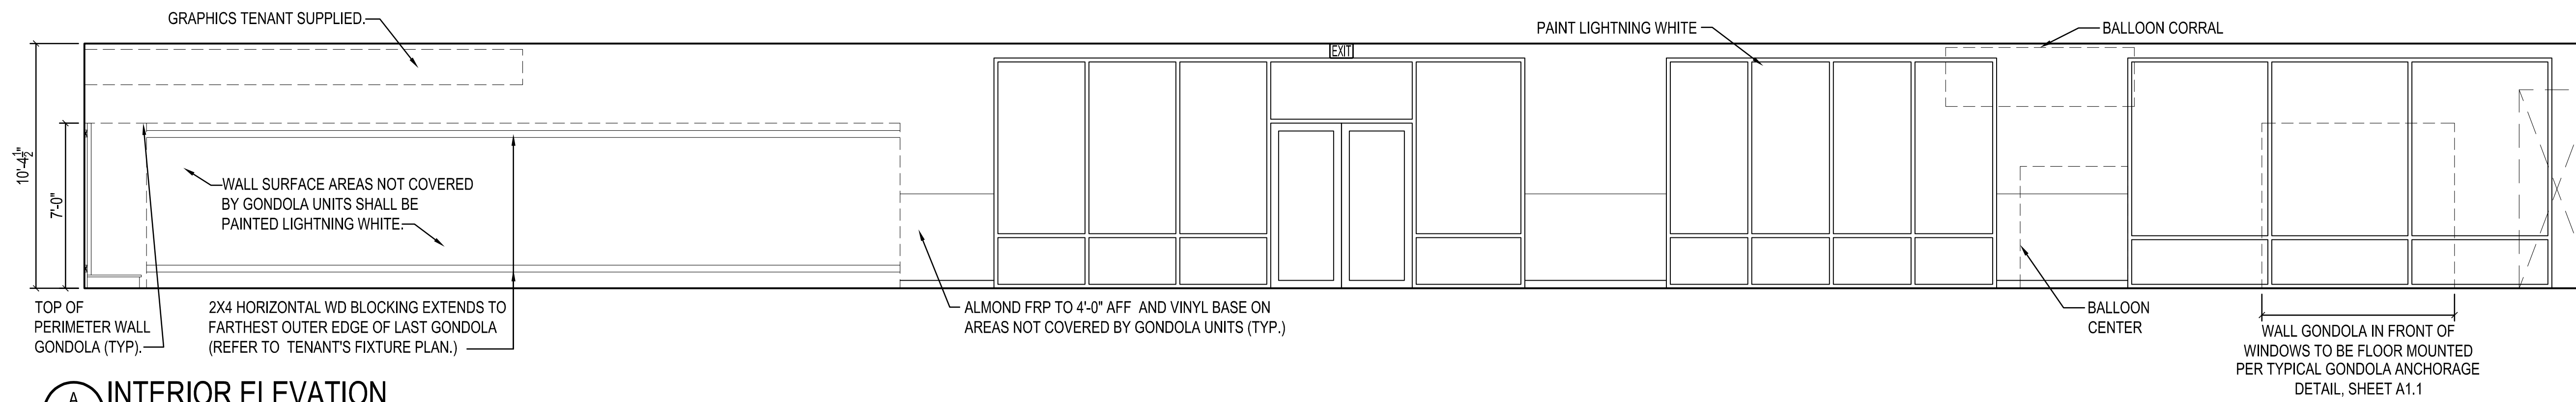 GRAPHICS TENANT SUPPLIED.
PAINT LIGHTNING WHITE
BALLOON CORRAL
EXIT
10'-4 1/2"
7'-0"
WALL SURFACE AREAS NOT COVERED
BY GONDOLA UNITS SHALL BE
PAINTED LIGHTNING WHITE.
TOP OF
PERIMETER WALL
GONDOLA (TYP).
2X4 HORIZONTAL WD BLOCKING EXTENDS TO
FARTHEST OUTER EDGE OF LAST GONDOLA
(REFER TO TENANT'S FIXTURE PLAN.)
ALMOND FRP TO 4'-0" AFF AND VINYL BASE ON
AREAS NOT COVERED BY GONDOLA UNITS (TYP.)
BALLOON
CENTER
WALL GONDOLA IN FRONT OF
WINDOWS TO BE FLOOR MOUNTED
PER TYPICAL GONDOLA ANCHORAGE
DETAIL, SHEET A1.1
A
INTERIOR ELEVATION